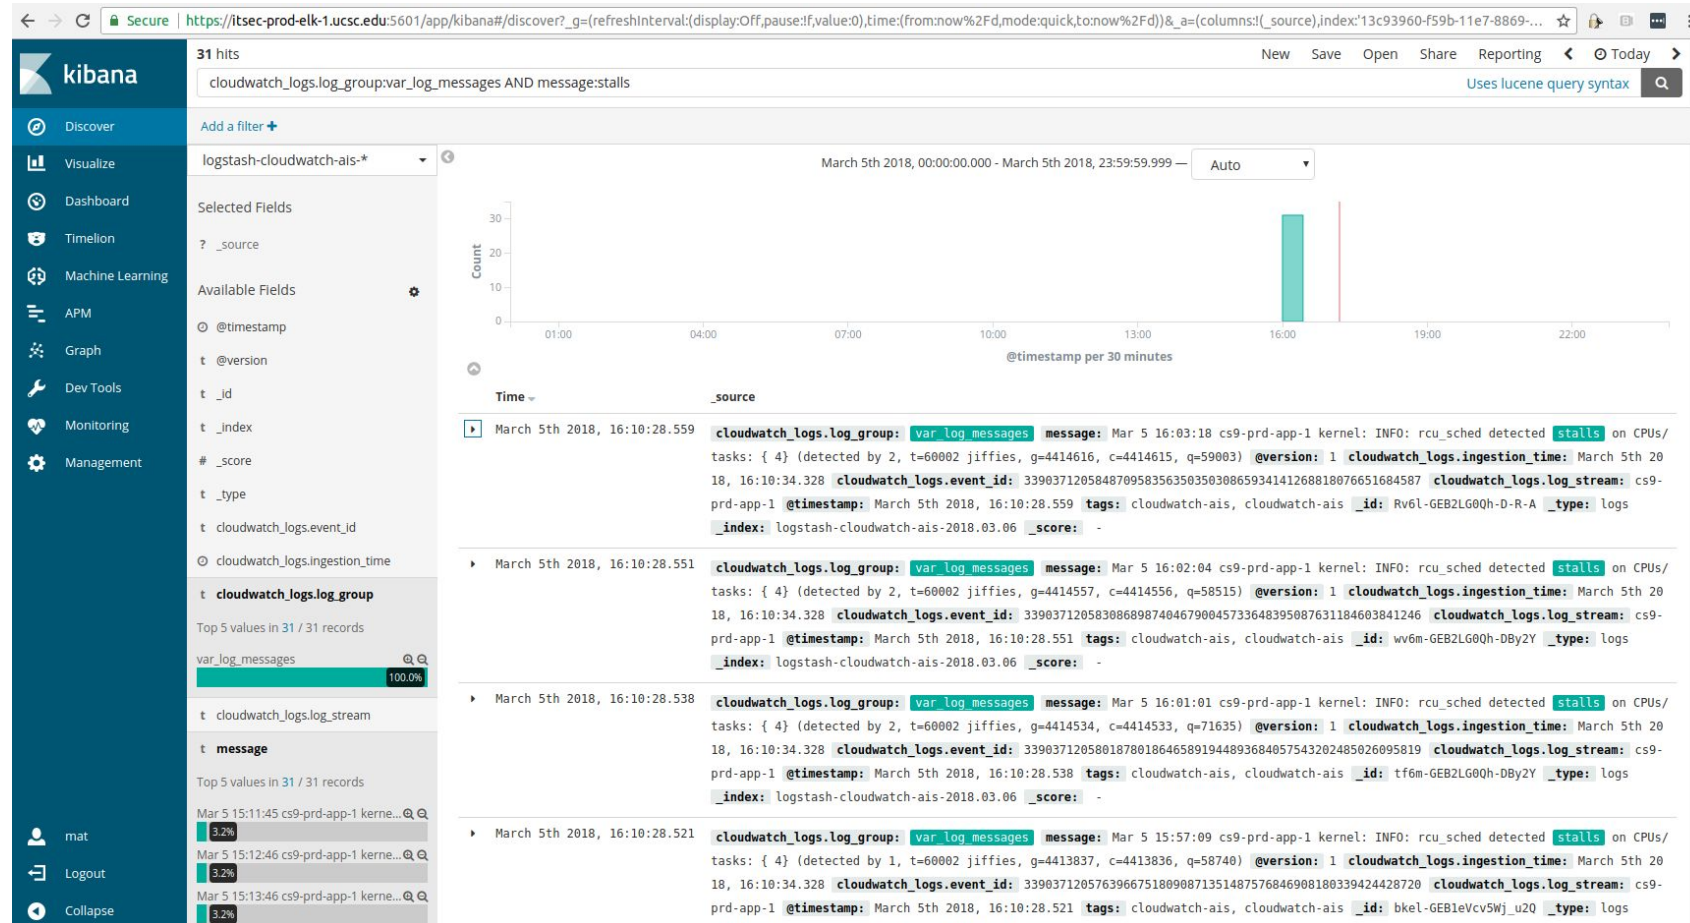 Secure https://itsec-prod-elk-1.ucsc.edu:5601/app/kibana#/discover?_g=(refreshInterval:(display:Off,pause:!f,value:0),time:(from:now%2Fd,mode:quick,to:now%2Fd))&_a=(columns:!(_source),index:'13c93960-f59b-11e7-8869-...
31 hits
New Save Open Share Reporting Today
kibana
cloudwatch_logs.log_group:var_log_messages AND message:stalls
Uses lucene query syntax
Discover
Visualize
Dashboard
Timelion
Machine Learning
APM
Graph
Dev Tools
Monitoring
Management
mat
Logout
Collapse
Add a filter +
logstash-cloudwatch-ais-*
Selected Fields
? _source
Available Fields
@timestamp
t @version
t _id
t _index
# _score
t _type
t cloudwatch_logs.event_id
cloudwatch_logs.ingestion_time
t cloudwatch_logs.log_group
Top 5 values in 31 / 31 records
var_log_messages
100.0%
t cloudwatch_logs.log_stream
t message
Top 5 values in 31 / 31 records
Mar 5 15:11:45 cs9-prd-app-1 kerne...
3.2%
Mar 5 15:12:46 cs9-prd-app-1 kerne...
3.2%
Mar 5 15:13:46 cs9-prd-app-1 kerne...
3.2%
March 5th 2018, 00:00:00.000 - March 5th 2018, 23:59:59.999 — Auto
Count
30
20
10
0
01:00 04:00 07:00 10:00 13:00 16:00 19:00 22:00
@timestamp per 30 minutes
Time _source
March 5th 2018, 16:10:28.559 cloudwatch_logs.log_group: var_log_messages message: Mar 5 16:03:18 cs9-prd-app-1 kernel: INFO: rcu_sched detected stalls on CPUs/
tasks: { 4} (detected by 2, t=60002 jiffies, g=4414616, c=4414615, q=59003) @version: 1 cloudwatch_logs.ingestion_time: March 5th 20
18, 16:10:34.328 cloudwatch_logs.event_id: 33903712058487095835635035030865934141268818076651684587 cloudwatch_logs.log_stream: cs9-
prd-app-1 @timestamp: March 5th 2018, 16:10:28.559 tags: cloudwatch-ais, cloudwatch-ais _id: Rv6l-GEB2LG0Qh-D-R-A _type: logs
_index: logstash-cloudwatch-ais-2018.03.06 _score: -
March 5th 2018, 16:10:28.551 cloudwatch_logs.log_group: var_log_messages message: Mar 5 16:02:04 cs9-prd-app-1 kernel: INFO: rcu_sched detected stalls on CPUs/
tasks: { 4} (detected by 2, t=60002 jiffies, g=4414557, c=4414556, q=58515) @version: 1 cloudwatch_logs.ingestion_time: March 5th 20
18, 16:10:34.328 cloudwatch_logs.event_id: 33903712058308689874046790045733648395087631184603841246 cloudwatch_logs.log_stream: cs9-
prd-app-1 @timestamp: March 5th 2018, 16:10:28.551 tags: cloudwatch-ais, cloudwatch-ais _id: wv6m-GEB2LG0Qh-DBy2Y _type: logs
_index: logstash-cloudwatch-ais-2018.03.06 _score: -
March 5th 2018, 16:10:28.538 cloudwatch_logs.log_group: var_log_messages message: Mar 5 16:01:01 cs9-prd-app-1 kernel: INFO: rcu_sched detected stalls on CPUs/
tasks: { 4} (detected by 2, t=60002 jiffies, g=4414534, c=4414533, q=71635) @version: 1 cloudwatch_logs.ingestion_time: March 5th 20
18, 16:10:34.328 cloudwatch_logs.event_id: 33903712058018780186465891944893684057543202485026095819 cloudwatch_logs.log_stream: cs9-
prd-app-1 @timestamp: March 5th 2018, 16:10:28.538 tags: cloudwatch-ais, cloudwatch-ais _id: tf6m-GEB2LG0Qh-DBy2Y _type: logs
_index: logstash-cloudwatch-ais-2018.03.06 _score: -
March 5th 2018, 16:10:28.521 cloudwatch_logs.log_group: var_log_messages message: Mar 5 15:57:09 cs9-prd-app-1 kernel: INFO: rcu_sched detected stalls on CPUs/
tasks: { 4} (detected by 1, t=60002 jiffies, g=4413837, c=4413836, q=58740) @version: 1 cloudwatch_logs.ingestion_time: March 5th 20
18, 16:10:34.328 cloudwatch_logs.event_id: 33903712057639667518090871351487576846908180339424428720 cloudwatch_logs.log_stream: cs9-
prd-app-1 @timestamp: March 5th 2018, 16:10:28.521 tags: cloudwatch-ais, cloudwatch-ais _id: bkel-GEB1eVcv5Wj_u2Q _type: logs